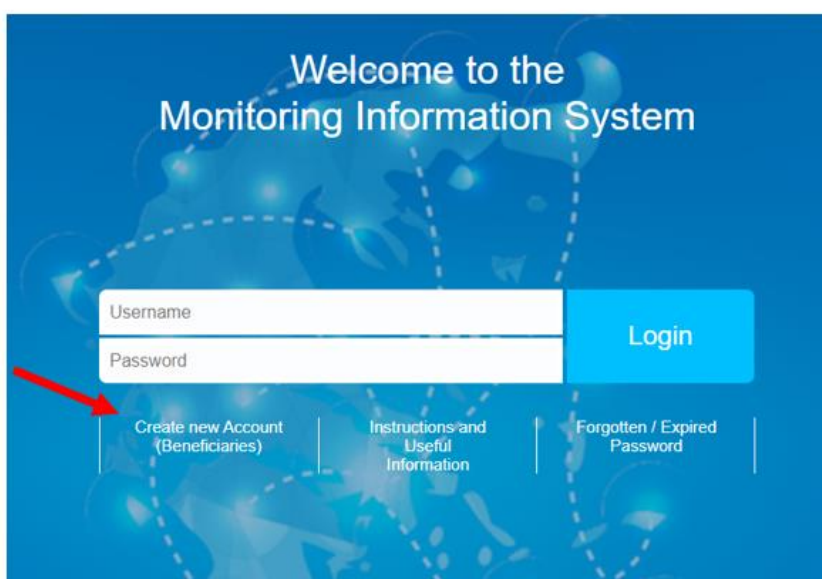 Welcome to the
Monitoring Information System
Username
Login
Password
Create new Account
(Beneficiaries)
Instructions and
Useful
Information
Forgotten / Expired
Password